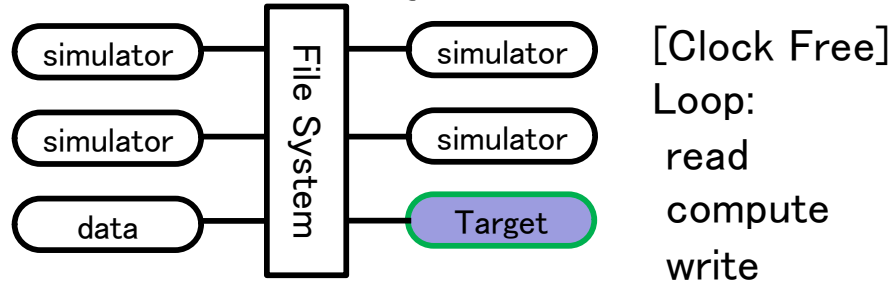 simulator
simulator
data
File System
simulator
simulator
Target
[Clock Free]
Loop:
read
compute
write